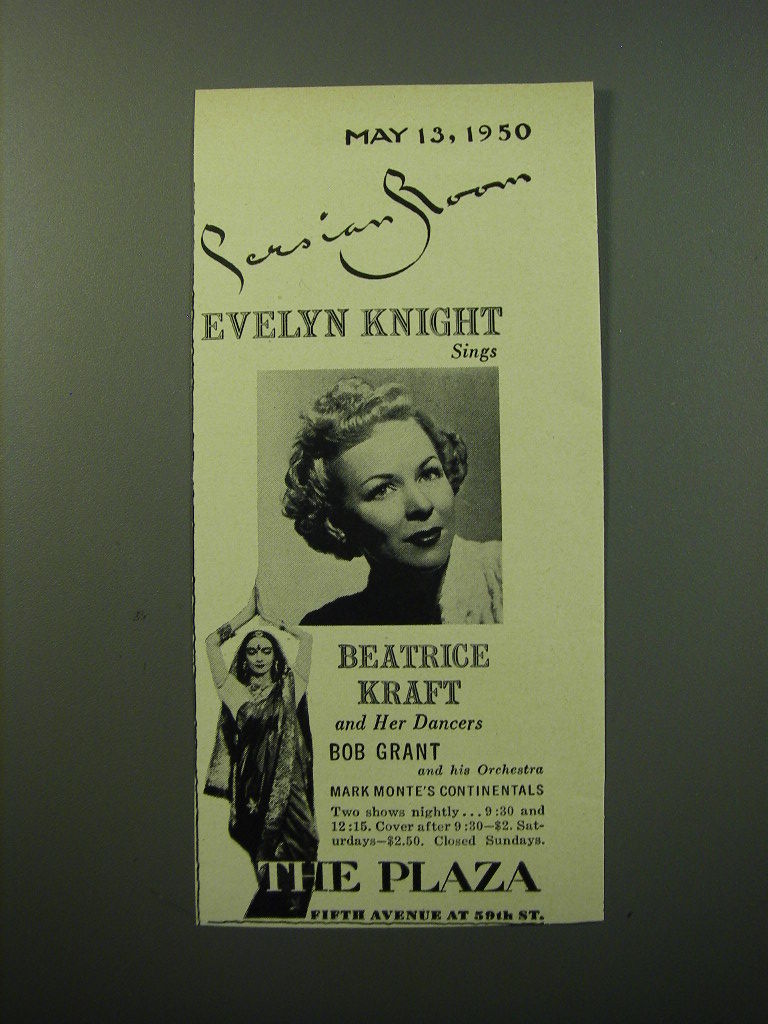 MAY 13, 1950
Persian Room
EVELYN KNIGHT
Sings
BEATRICE
KRAFT
and Her Dancers
BOB GRANT
and his Orchestra
MARK MONTE'S CONTINENTALS
Two shows nightly...9:30 and
12:15. Cover after 9:30—$2. Sat-
urdays—$2.50. Closed Sundays.
THE PLAZA
FIFTH AVENUE AT 59th ST.